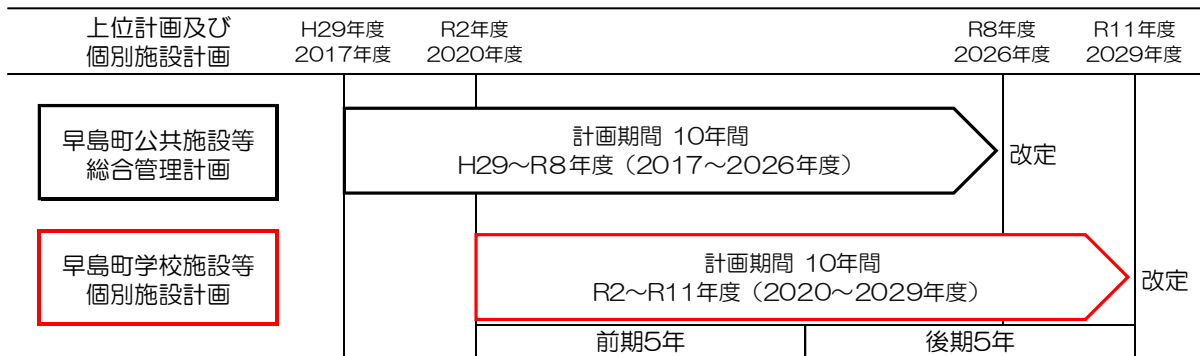 上位計画及び
個別施設計画
H29年度
2017年度
R2年度
2020年度
R8年度
2026年度
R11年度
2029年度
早島町公共施設等
総合管理計画
計画期間 10年間
H29～R8年度（2017～2026年度）
改定
早島町学校施設等
個別施設計画
計画期間 10年間
R2～R11年度（2020～2029年度）
改定
前期5年
後期5年